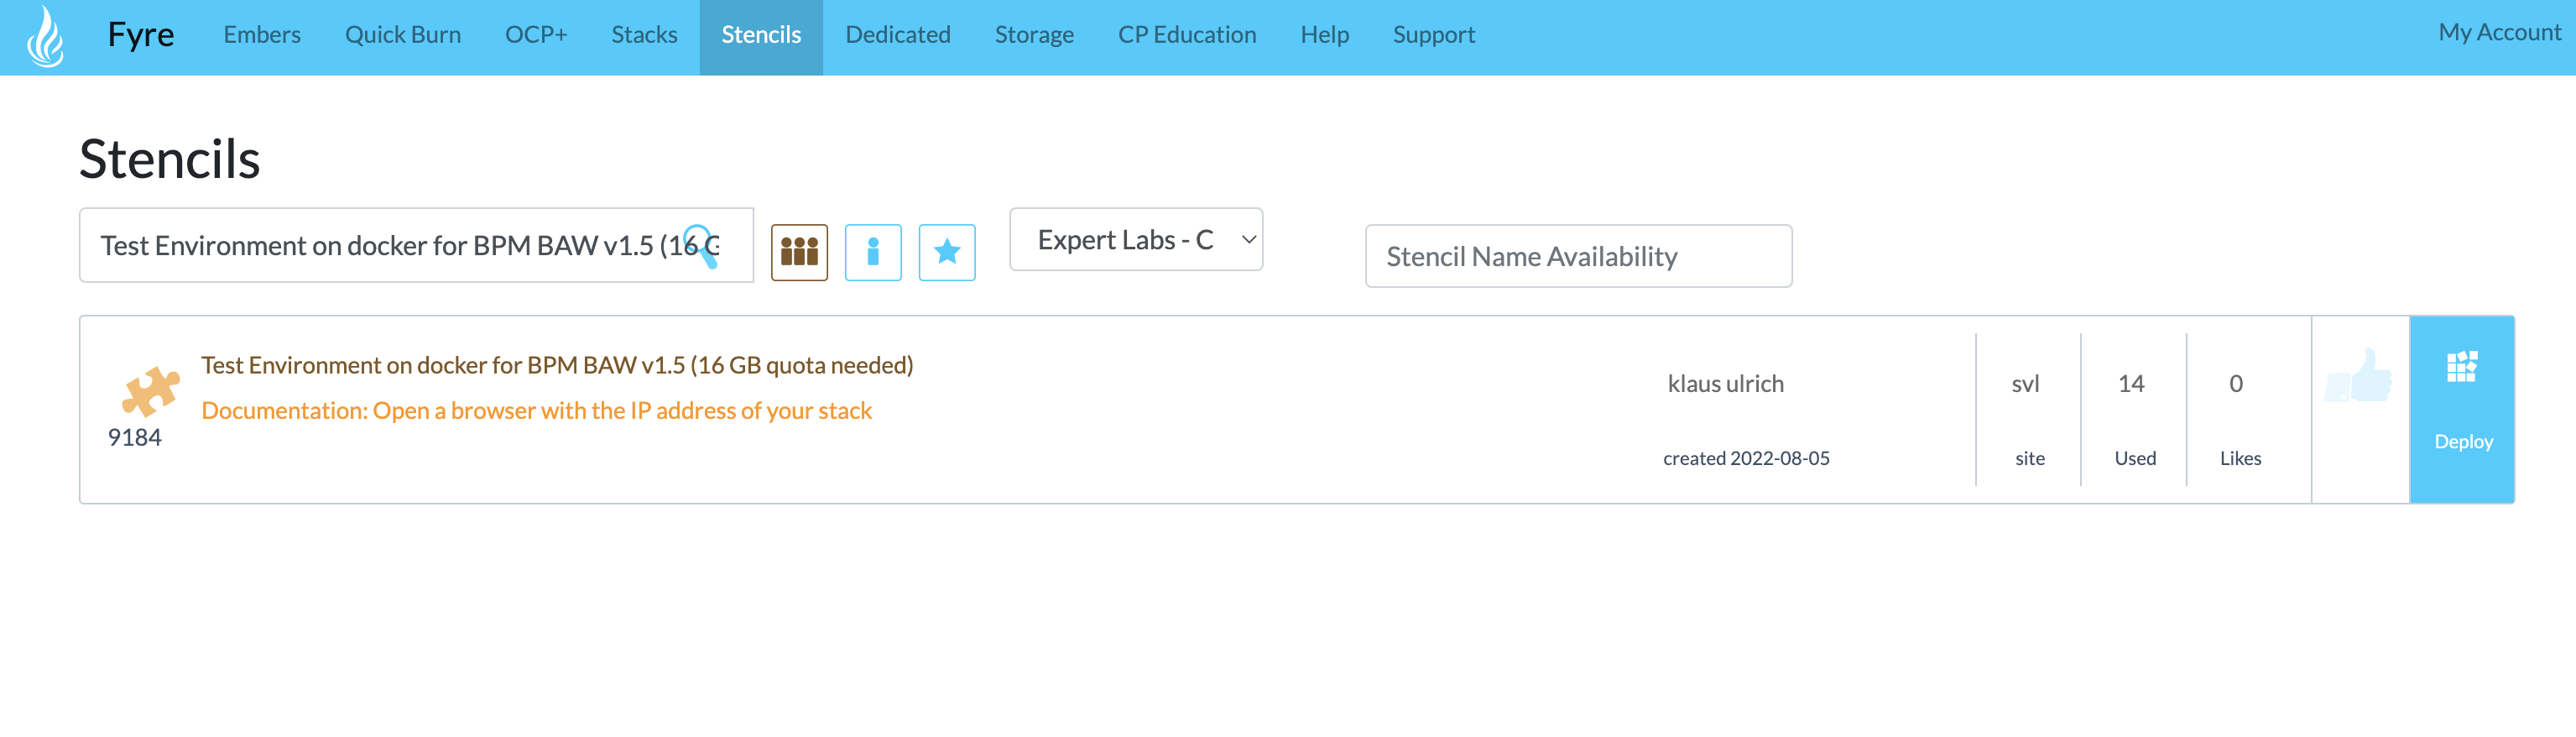 Fyre Embers Quick Burn OCP+ Stacks Stencils Dedicated Storage CP Education Help Support My Account
Stencils
Test Environment on docker for BPM BAW v1.5 (16 G
Expert Labs - C
Stencil Name Availability
Test Environment on docker for BPM BAW v1.5 (16 GB quota needed)
Documentation: Open a browser with the IP address of your stack
9184
klaus ulrich
created 2022-08-05
svl
site
14
Used
0
Likes
Deploy